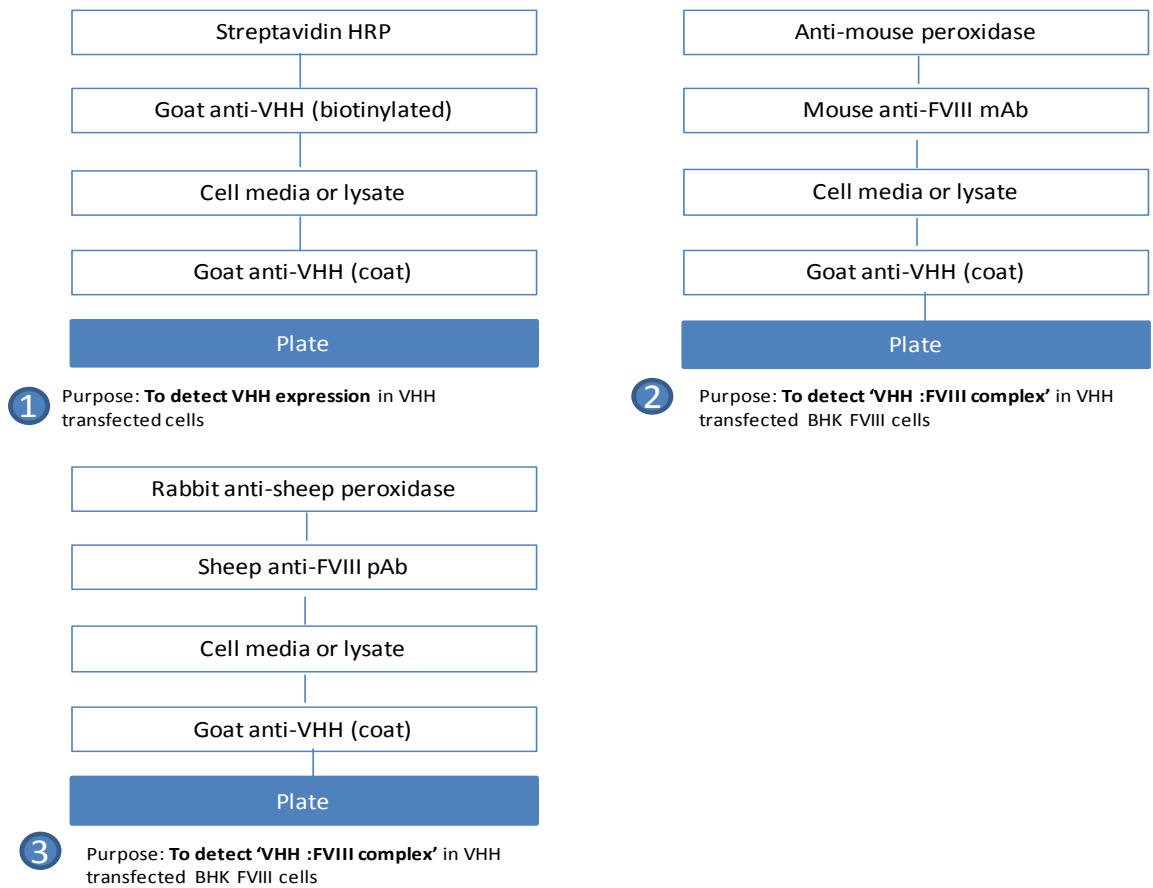 Streptavidin HRP
Goat anti-VHH (biotinylated)
Cell media or lysate
Goat anti-VHH (coat)
Plate
1
Purpose: To detect VHH expression in VHH
transfected cells
Anti-mouse peroxidase
Mouse anti-FVIII mAb
Cell media or lysate
Goat anti-VHH (coat)
Plate
2
Purpose: To detect ‘VHH :FVIII complex’ in VHH
transfected BHK FVIII cells
Rabbit anti-sheep peroxidase
Sheep anti-FVIII pAb
Cell media or lysate
Goat anti-VHH (coat)
Plate
3
Purpose: To detect ‘VHH :FVIII complex’ in VHH
transfected BHK FVIII cells